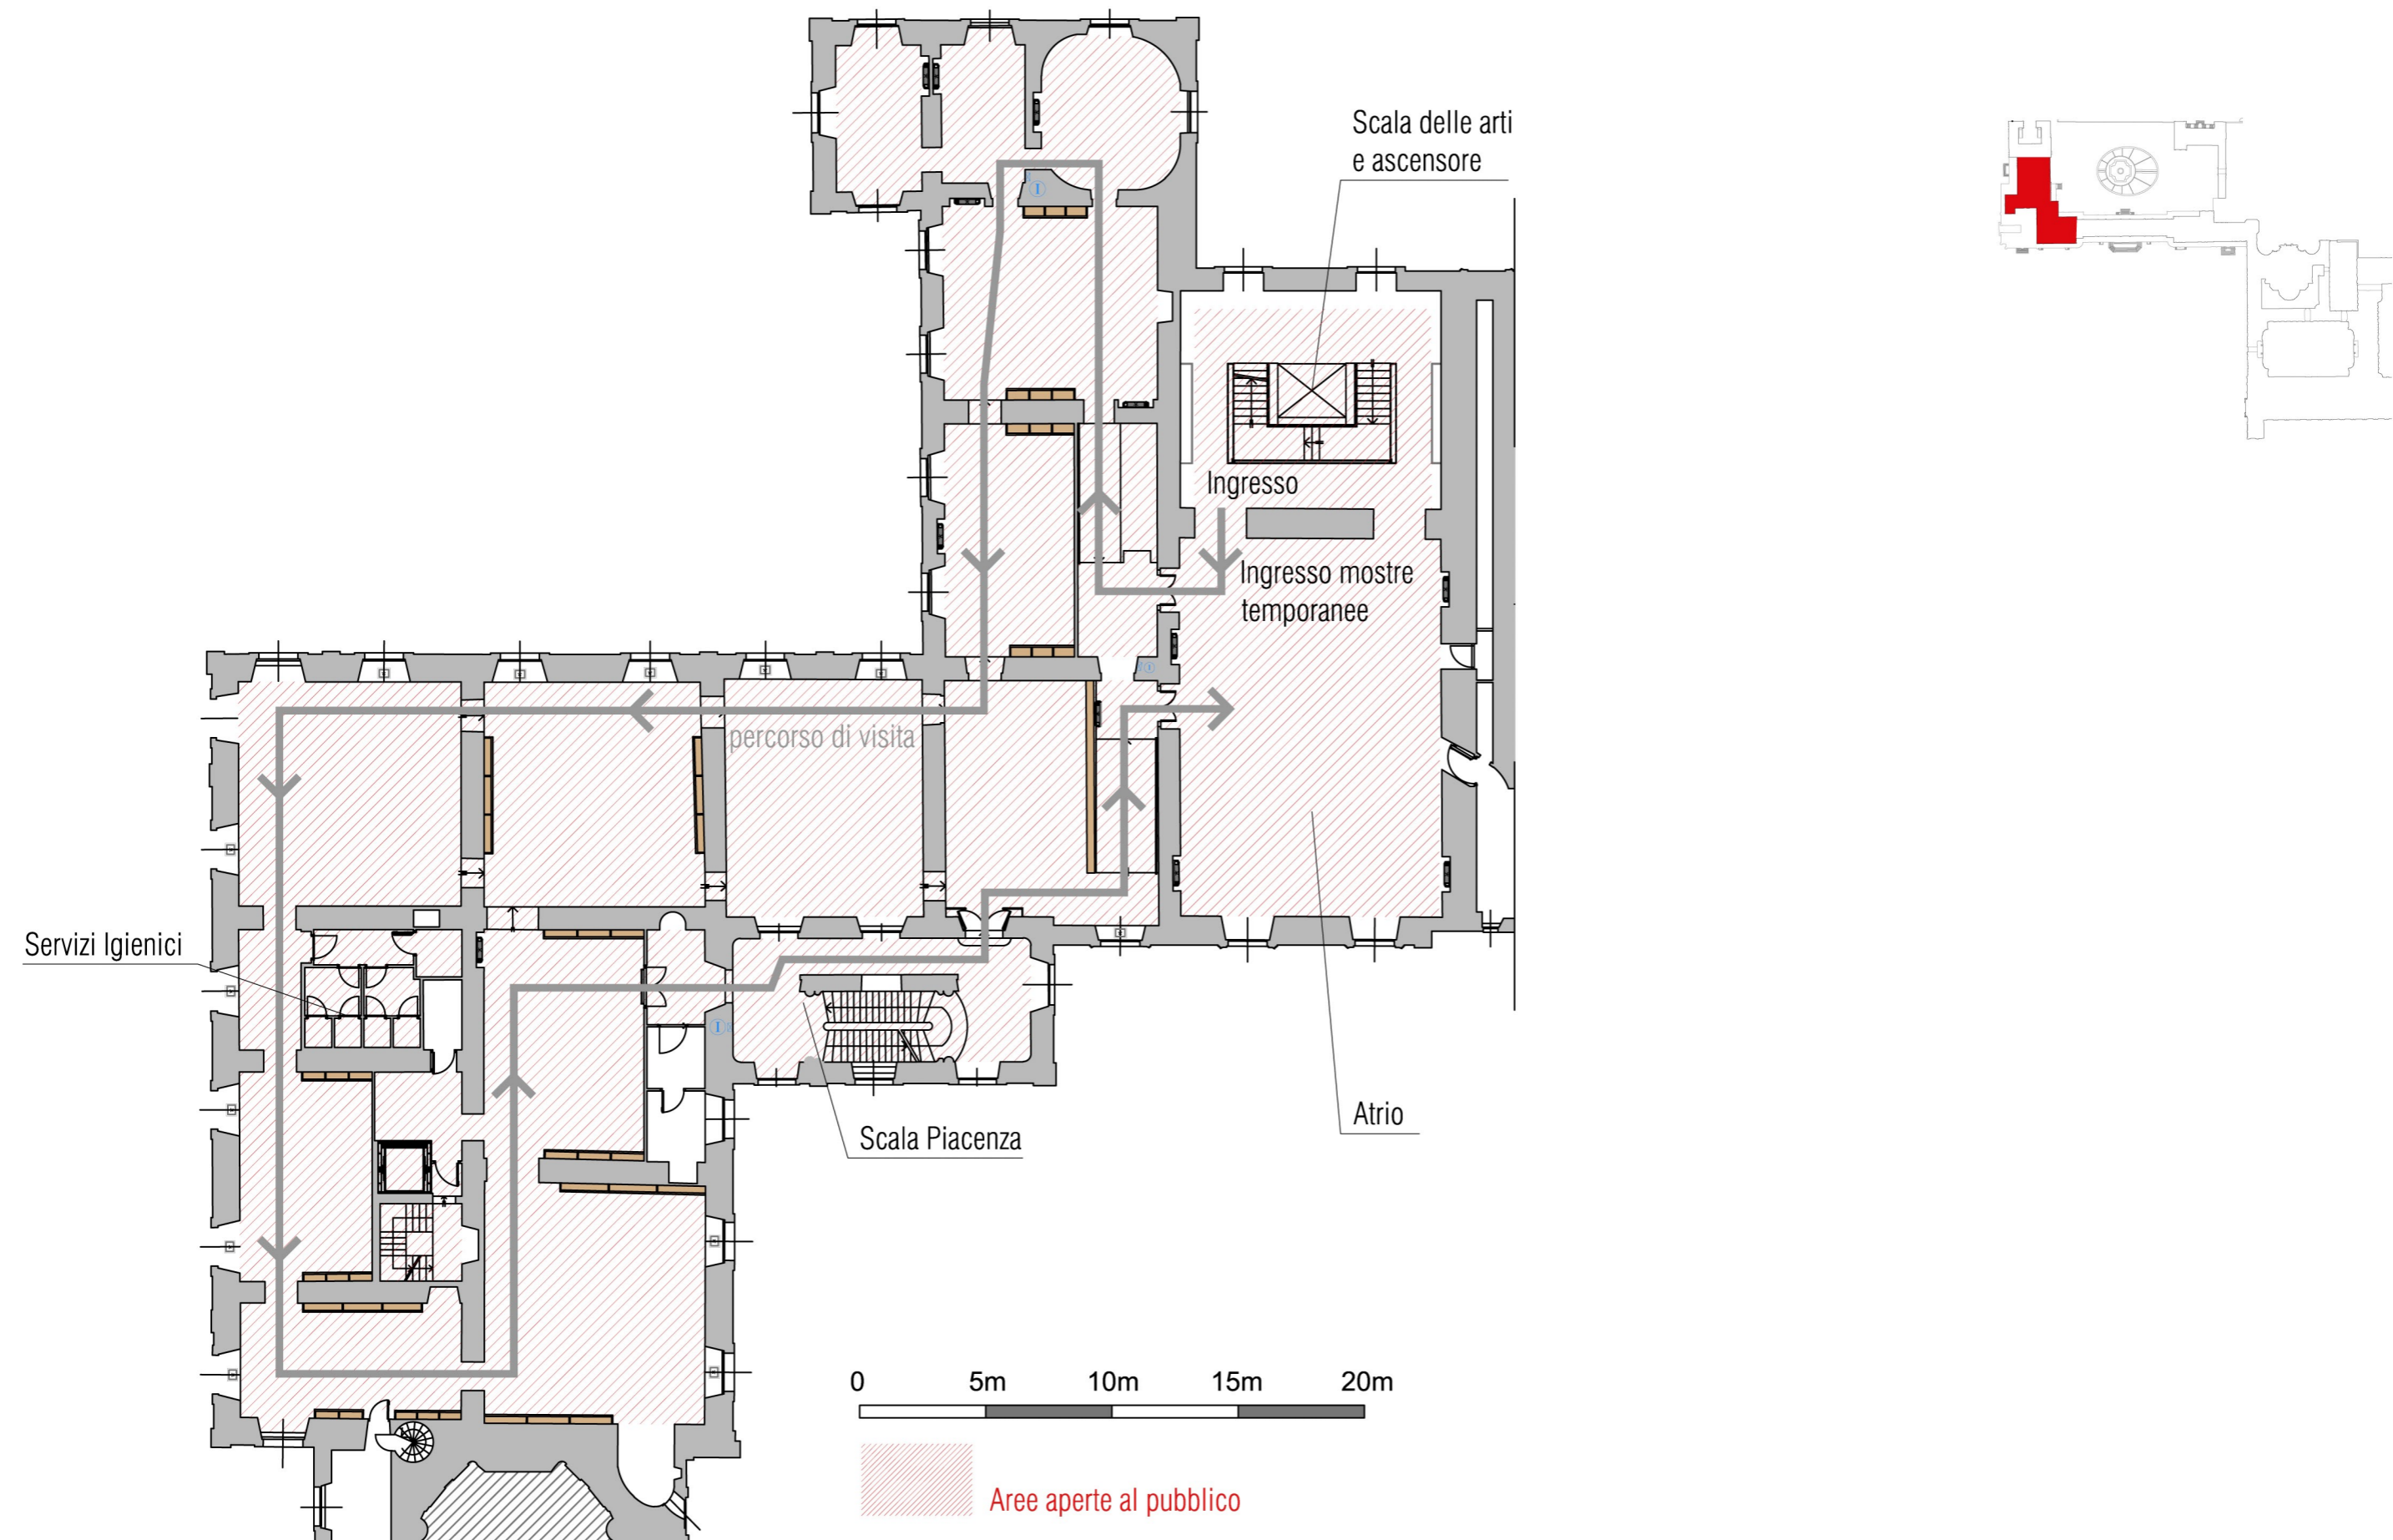 Scala delle arti
e ascensore
Ingresso
Ingresso mostre
temporanee
percorso di visita
Servizi Igienici
Scala Piacenza
Atrio
0 5m 10m 15m 20m
Aree aperte al pubblico